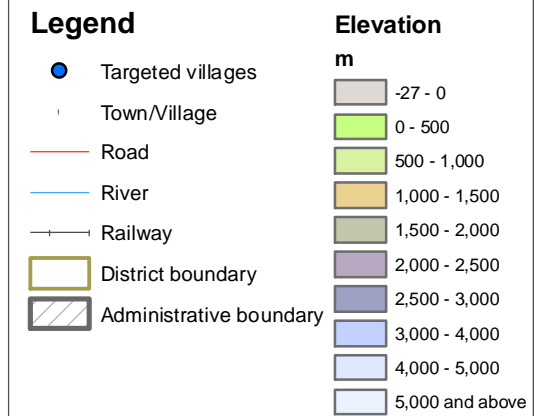 Legend
Targeted villages
Town/Village
Road
River
Railway
District boundary
Administrative boundary
Elevation
m
-27 - 0
0 - 500
500 - 1,000
1,000 - 1,500
1,500 - 2,000
2,000 - 2,500
2,500 - 3,000
3,000 - 4,000
4,000 - 5,000
5,000 and above